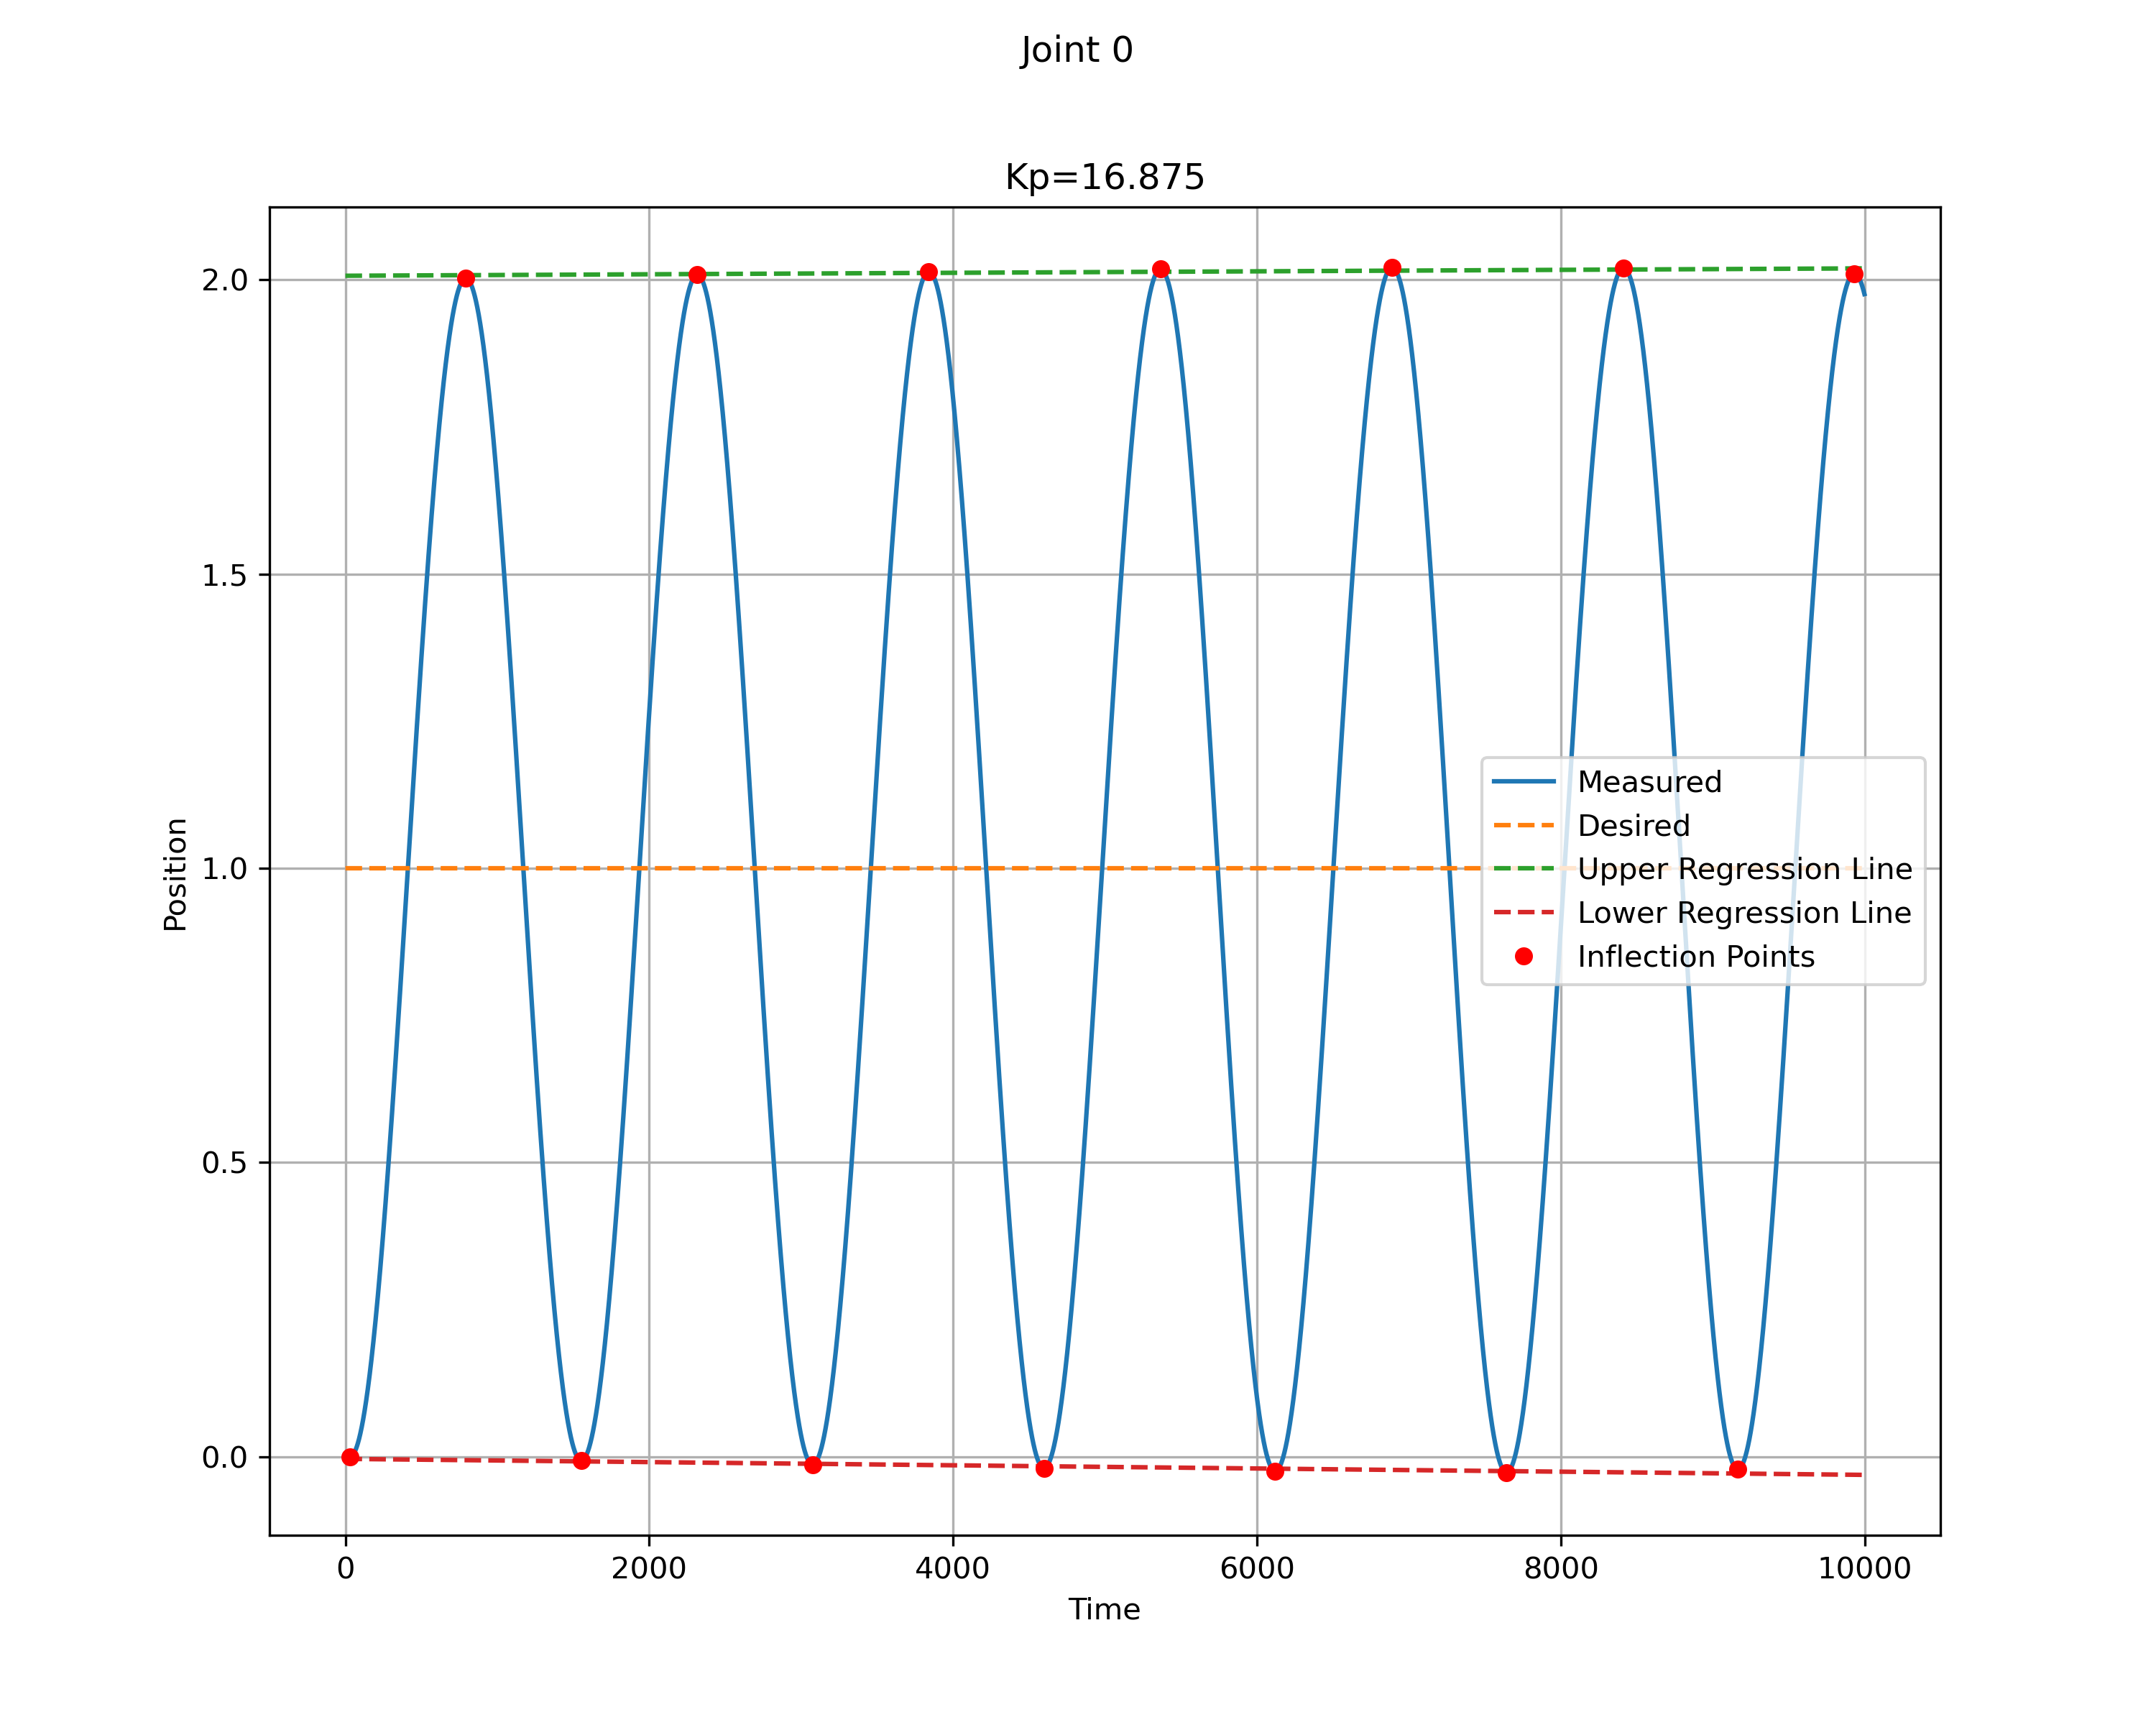 Joint 0
Kp=16.875
2.0
1.5
1.0
0.5
0.0
Position
0 2000 4000 6000 8000 10000
Time
Measured
Desired
Upper Regression Line
Lower Regression Line
Inflection Points